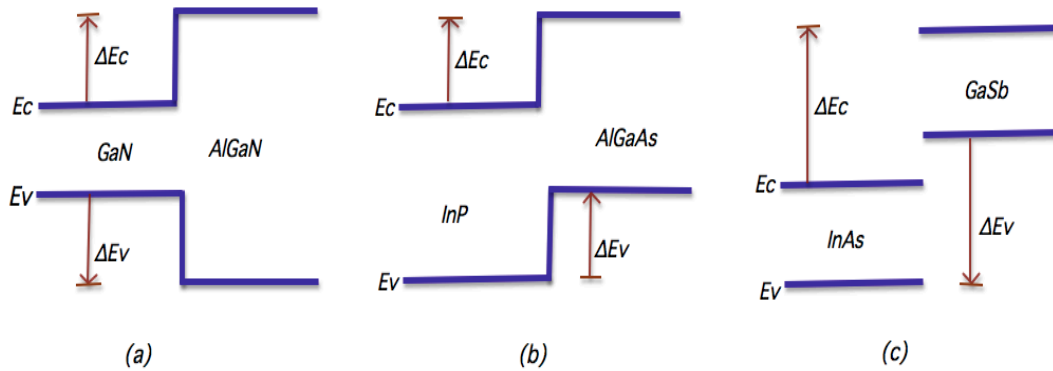 ΔEc
Ec
GaN
AlGaN
Ev
ΔEv
(a)
ΔEc
Ec
AlGaAs
InP
ΔEv
Ev
(b)
GaSb
ΔEc
Ec
ΔEv
InAs
Ev
(c)